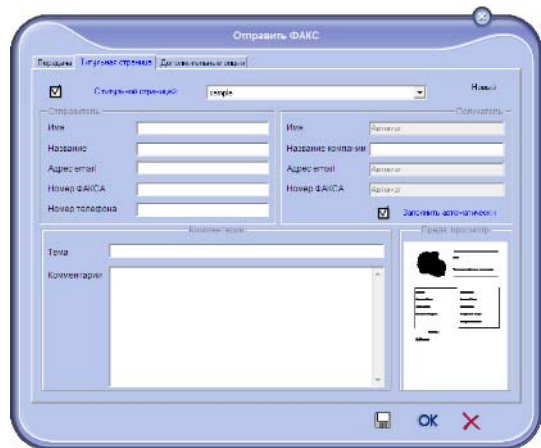 Отправить ФАКС
Передача Титульная страница Дополнительные опции
С титульной страницей sample Новый
Отправитель Получатель
Имя Имя Автомат
Название Название компании
Адрес email Адрес email Автомат
Номер ФАКСА Номер ФАКСА Автомат
Номер телефона Заполнить автоматически
Комментарии Предв. просмотр
Тема
Комментарии
OK